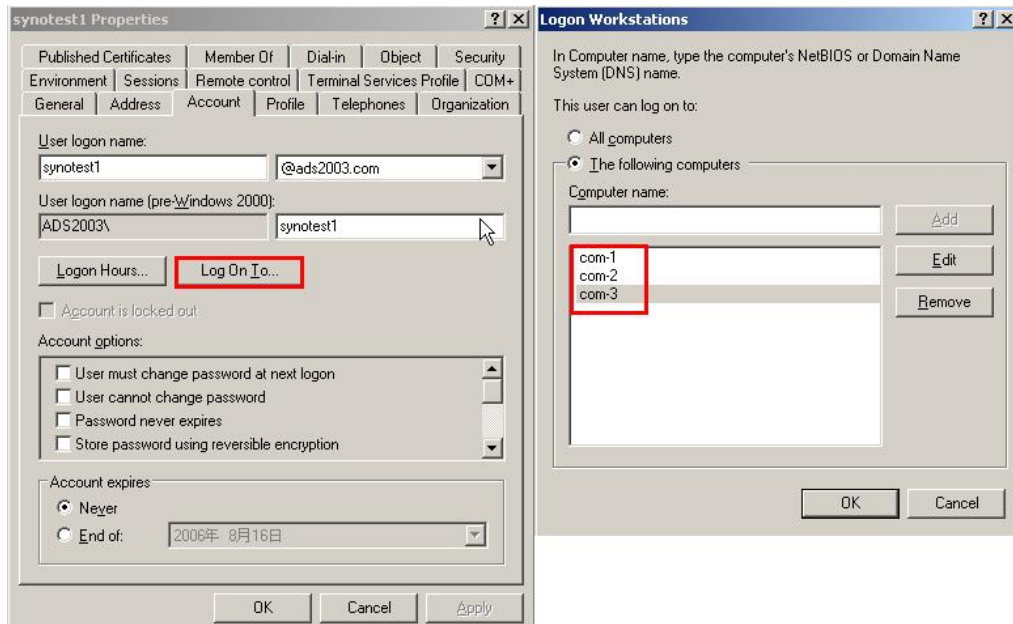 synotest1 Properties
Published Certificates Member Of Dial-in Object Security
Environment Sessions Remote control Terminal Services Profile COM+
General Address Account Profile Telephones Organization
User logon name:
synotest1 @ads2003.com
User logon name (pre-Windows 2000):
ADS2003\ synotest1
Logon Hours... Log On To...
Account is locked out
Account options:
User must change password at next logon
User cannot change password
Password never expires
Store password using reversible encryption
Account expires
Never
End of: 2006年 8月16日
OK Cancel Apply
Logon Workstations
In Computer name, type the computer's NetBIOS or Domain Name
System (DNS) name.
This user can log on to:
All computers
The following computers
Computer name:
Add
com-1
com-2
com-3
Edit
Remove
OK Cancel